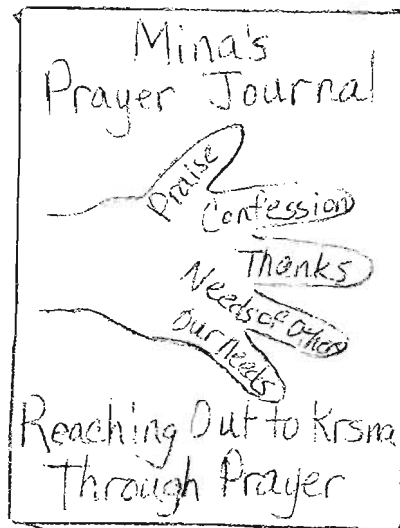 Mina's
Prayer Journal
Praise
Confession
Thanks
Needs of Others
Our Needs
Reaching Out to Krsna
Through Prayer